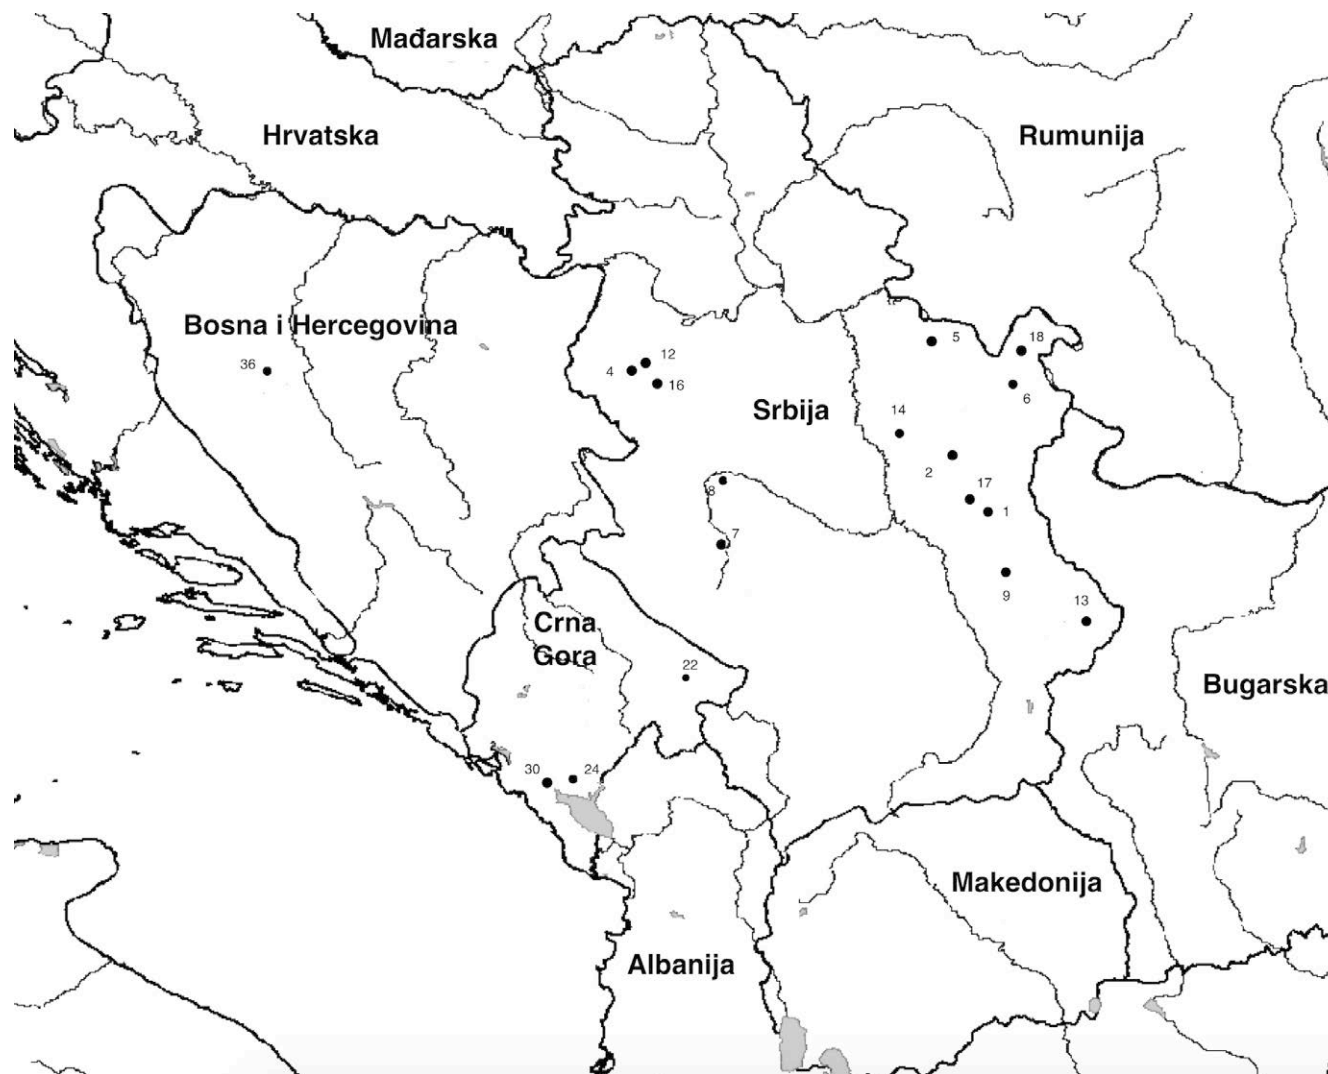 Mađarska
Hrvatska
Rumunija
Bosna i Hercegovina
36
12
4
16
5
18
6
Srbija
14
2
8
17
1
7
9
13
Crna
Gora
22
Bugarska
30
24
Makedonija
Albanija